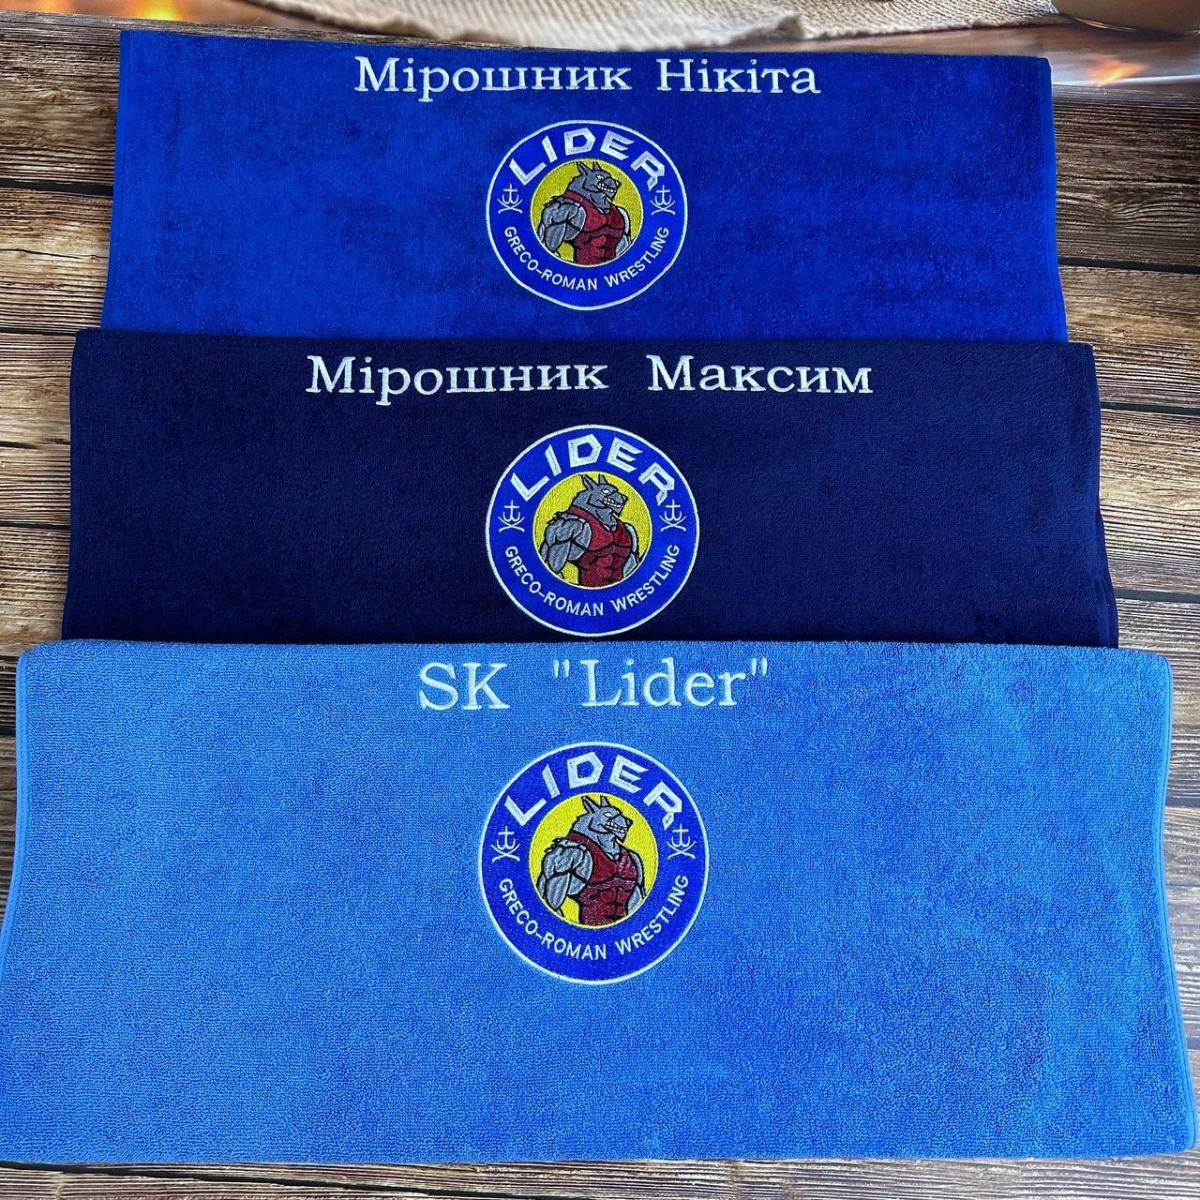 Мірошник Нікіта
LIDER
GRECO-ROMAN WRESTLING
Мірошник Максим
LIDER
GRECO-ROMAN WRESTLING
SK "Lider"
LIDER
GRECO-ROMAN WRESTLING